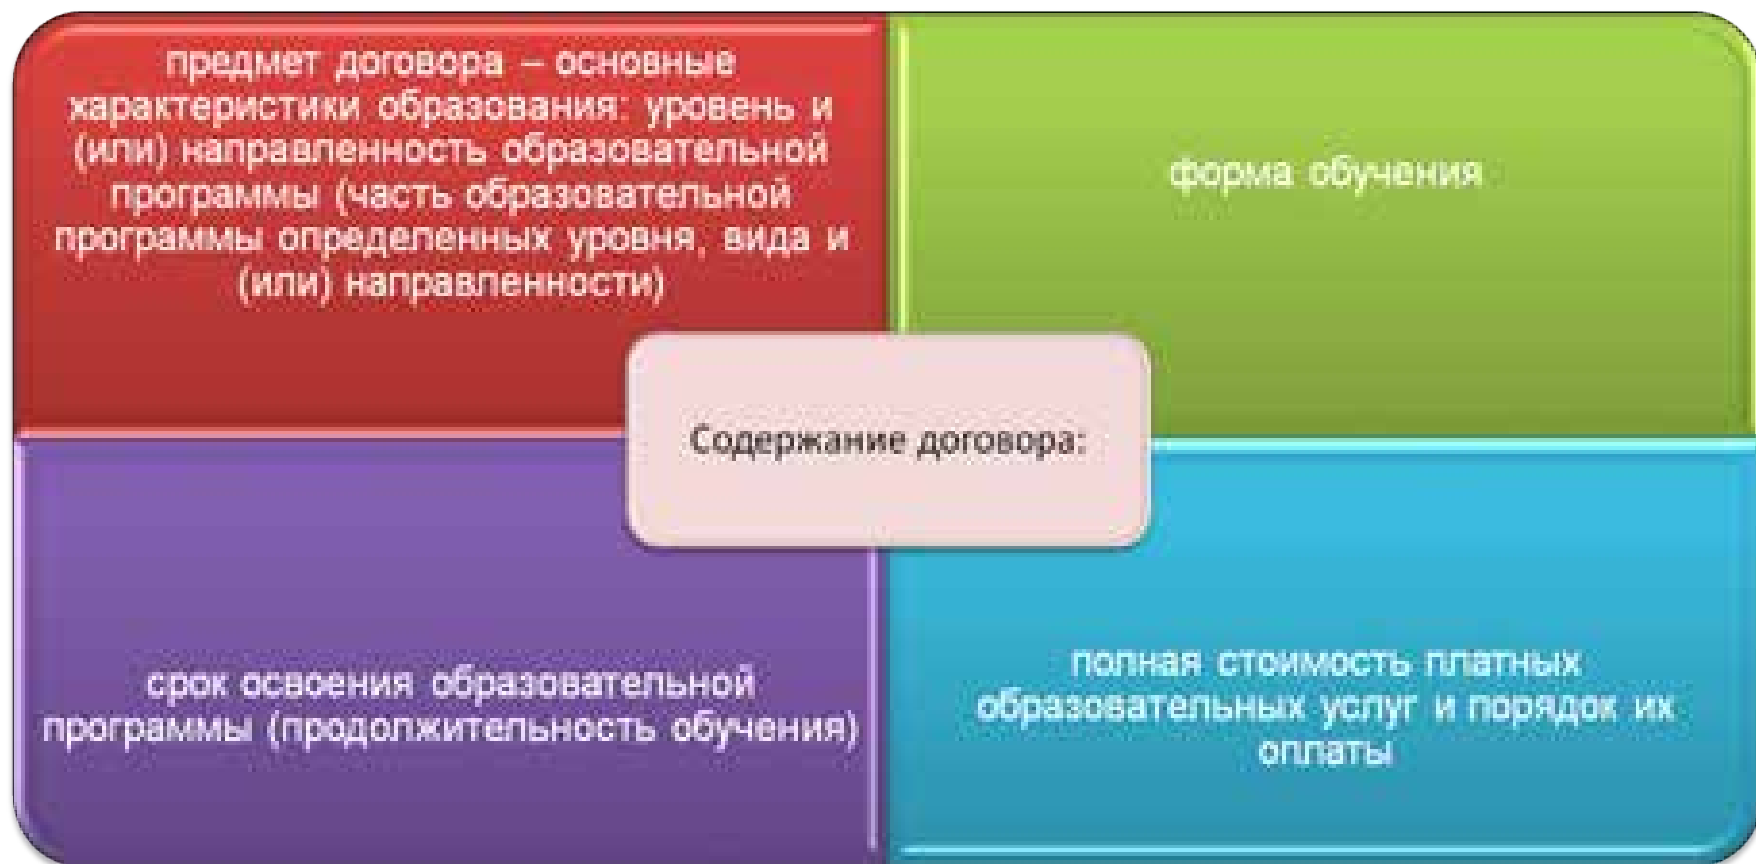 предмет договора – основные
характеристики образования: уровень и
(или) направленность образовательной
программы (часть образовательной
программы определенных уровня, вида и
(или) направленности)
форма обучения
Содержание договора:
срок освоения образовательной
программы (продолжительность обучения)
полная стоимость платных
образовательных услуг и порядок их
оплаты